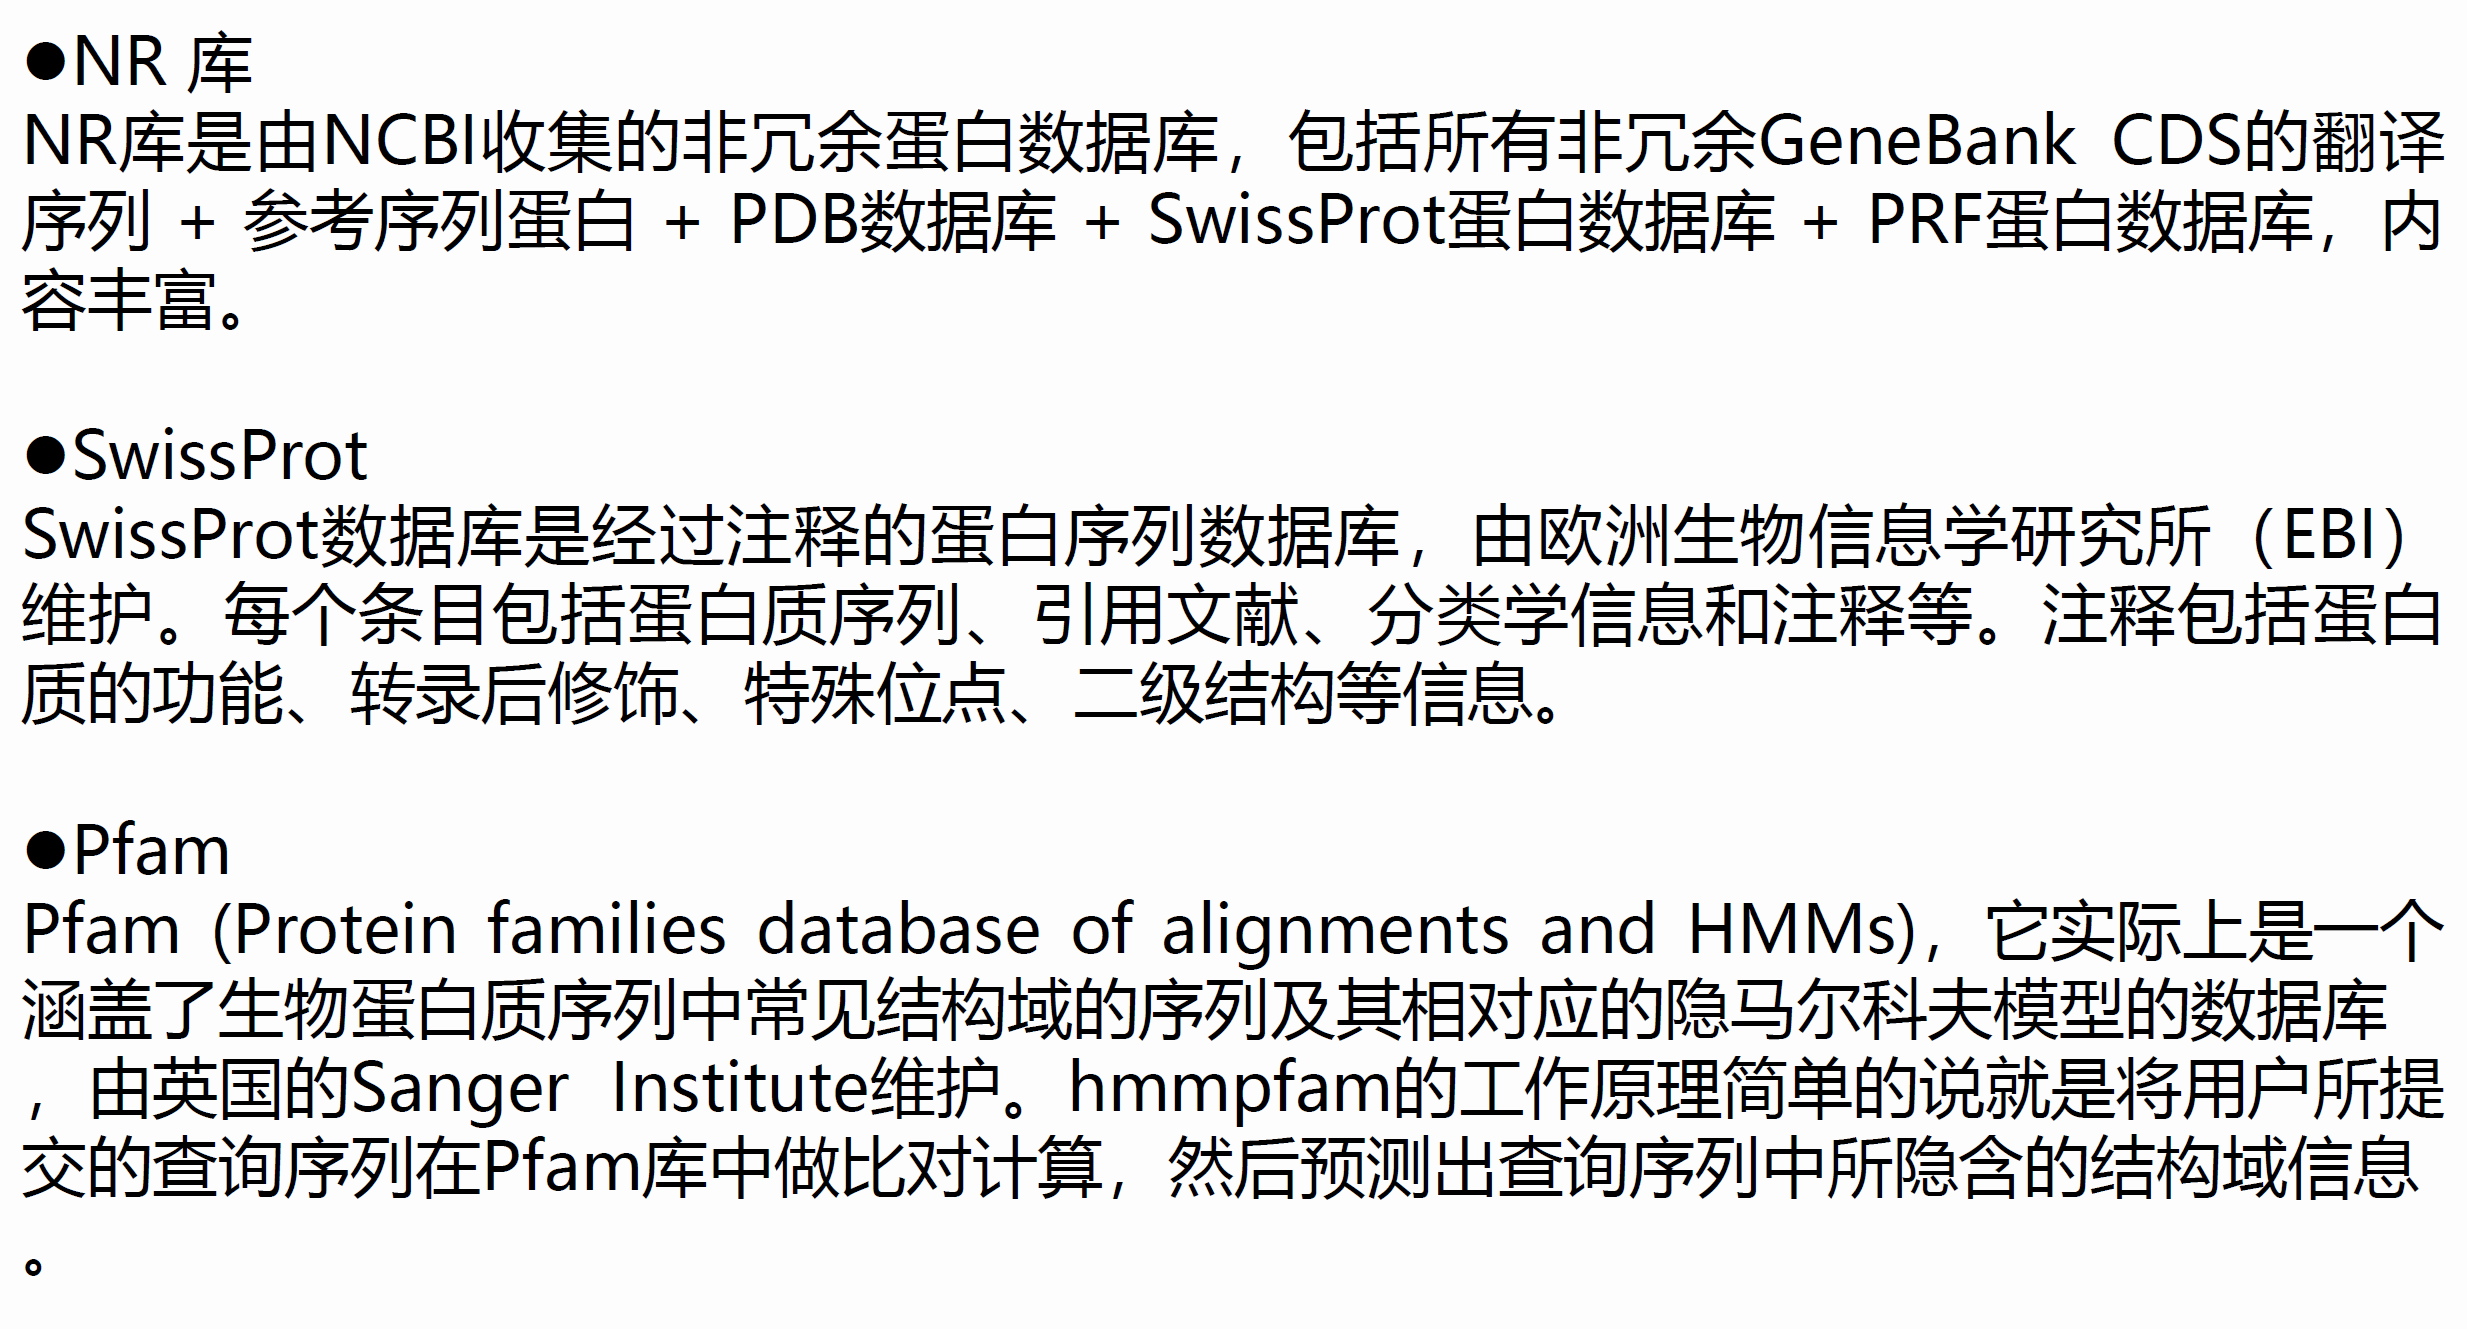 ●NR 库
NR库是由NCBI收集的非冗余蛋白数据库，包括所有非冗余GeneBank CDS的翻译
序列 + 参考序列蛋白 + PDB数据库 + SwissProt蛋白数据库 + PRF蛋白数据库，内
容丰富。
●SwissProt
SwissProt数据库是经过注释的蛋白序列数据库，由欧洲生物信息学研究所（EBI）
维护。每个条目包括蛋白质序列、引用文献、分类学信息和注释等。注释包括蛋白
质的功能、转录后修饰、特殊位点、二级结构等信息。
●Pfam
Pfam (Protein families database of alignments and HMMs)，它实际上是一个
涵盖了生物蛋白质序列中常见结构域的序列及其相对应的隐马尔科夫模型的数据库
，由英国的Sanger Institute维护。hmmpfam的工作原理简单的说就是将用户所提
交的查询序列在Pfam库中做比对计算，然后预测出查询序列中所隐含的结构域信息
。